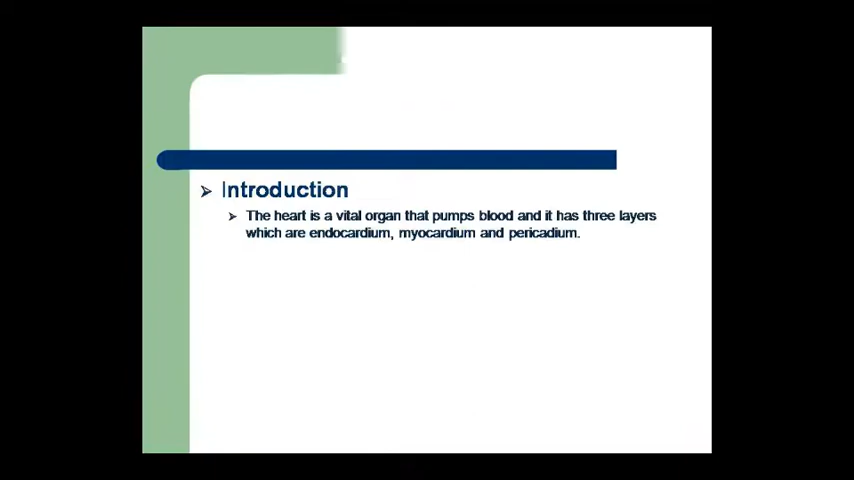 Introduction
The heart is a vital organ that pumps blood and it has three layers
which are endocardium, myocardium and pericadium.